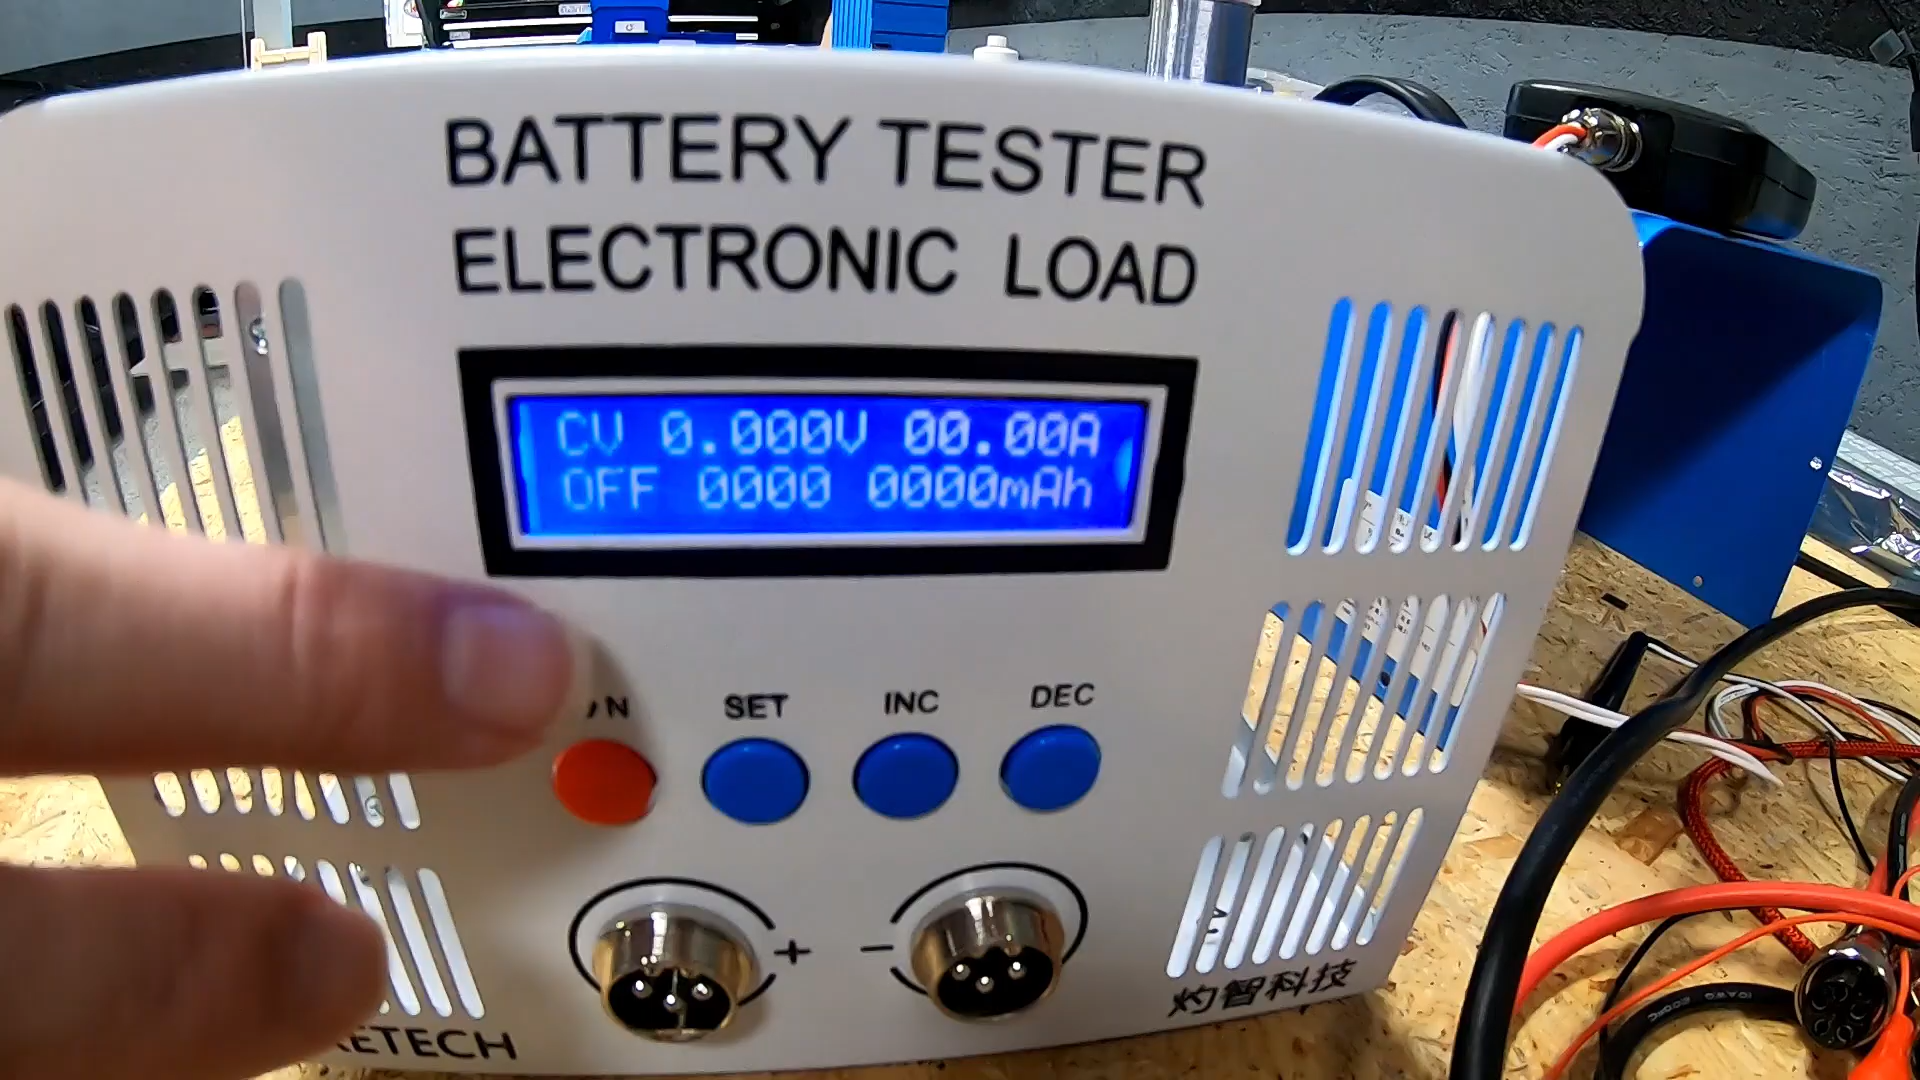 BATTERY TESTER
ELECTRONIC LOAD
CV 0.000V 00.00A
OFF 0000 0000mAh
SET INC DEC
+ −
灼智科技
ETECH
10AWG